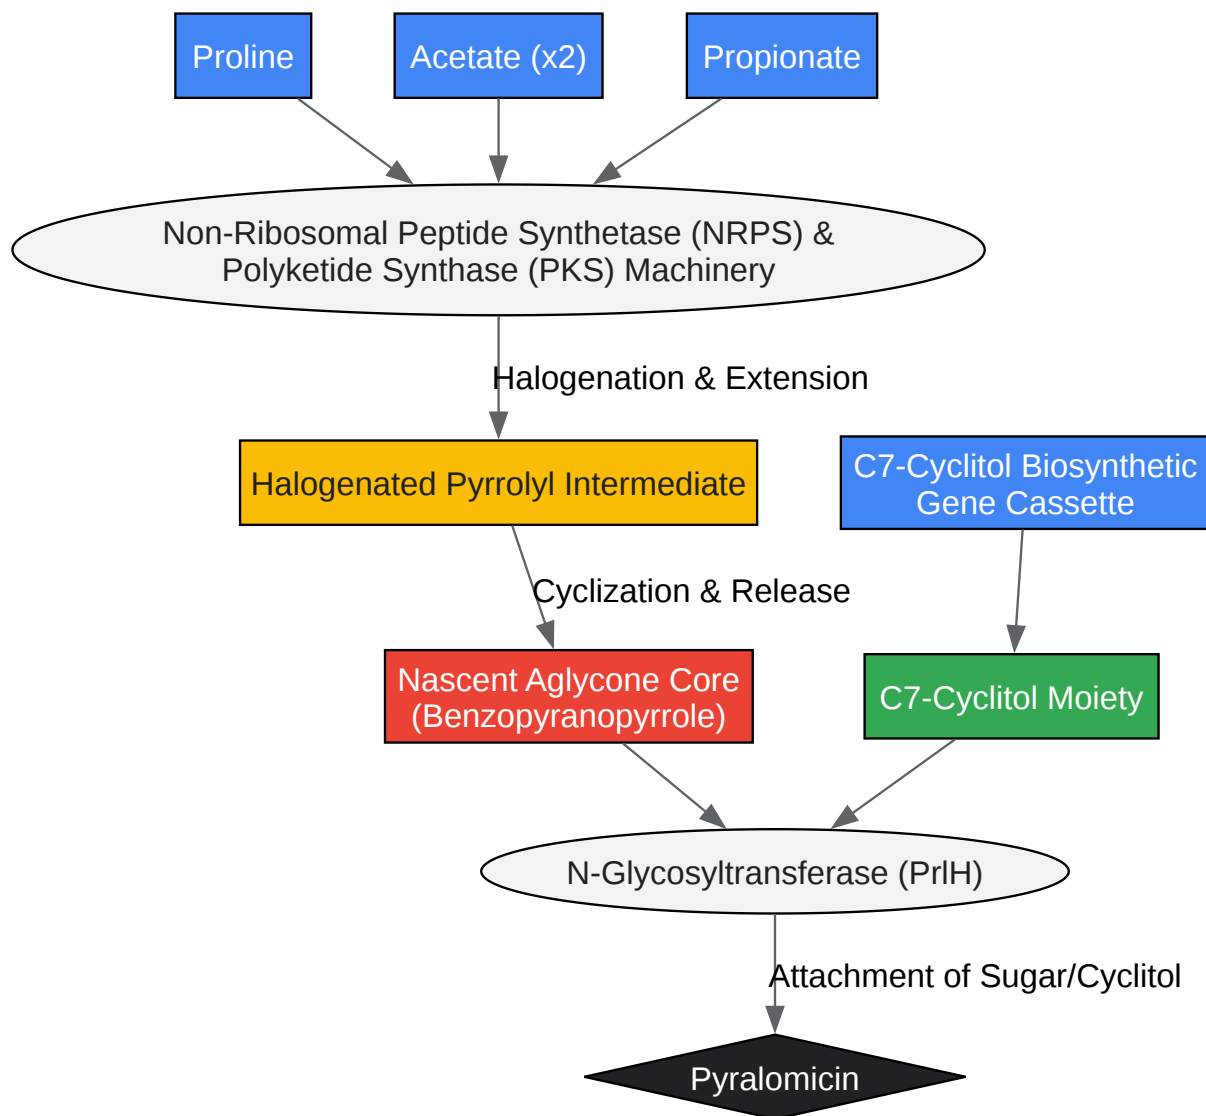 Proline
Acetate (x2)
Propionate
Non-Ribosomal Peptide Synthetase (NRPS) &
Polyketide Synthase (PKS) Machinery
Halogenation & Extension
Halogenated Pyrrolyl Intermediate
C7-Cyclitol Biosynthetic
Gene Cassette
Cyclization & Release
Nascent Aglycone Core
(Benzopyranopyrrole)
C7-Cyclitol Moiety
N-Glycosyltransferase (PrlH)
Attachment of Sugar/Cyclitol
Pyralomicin